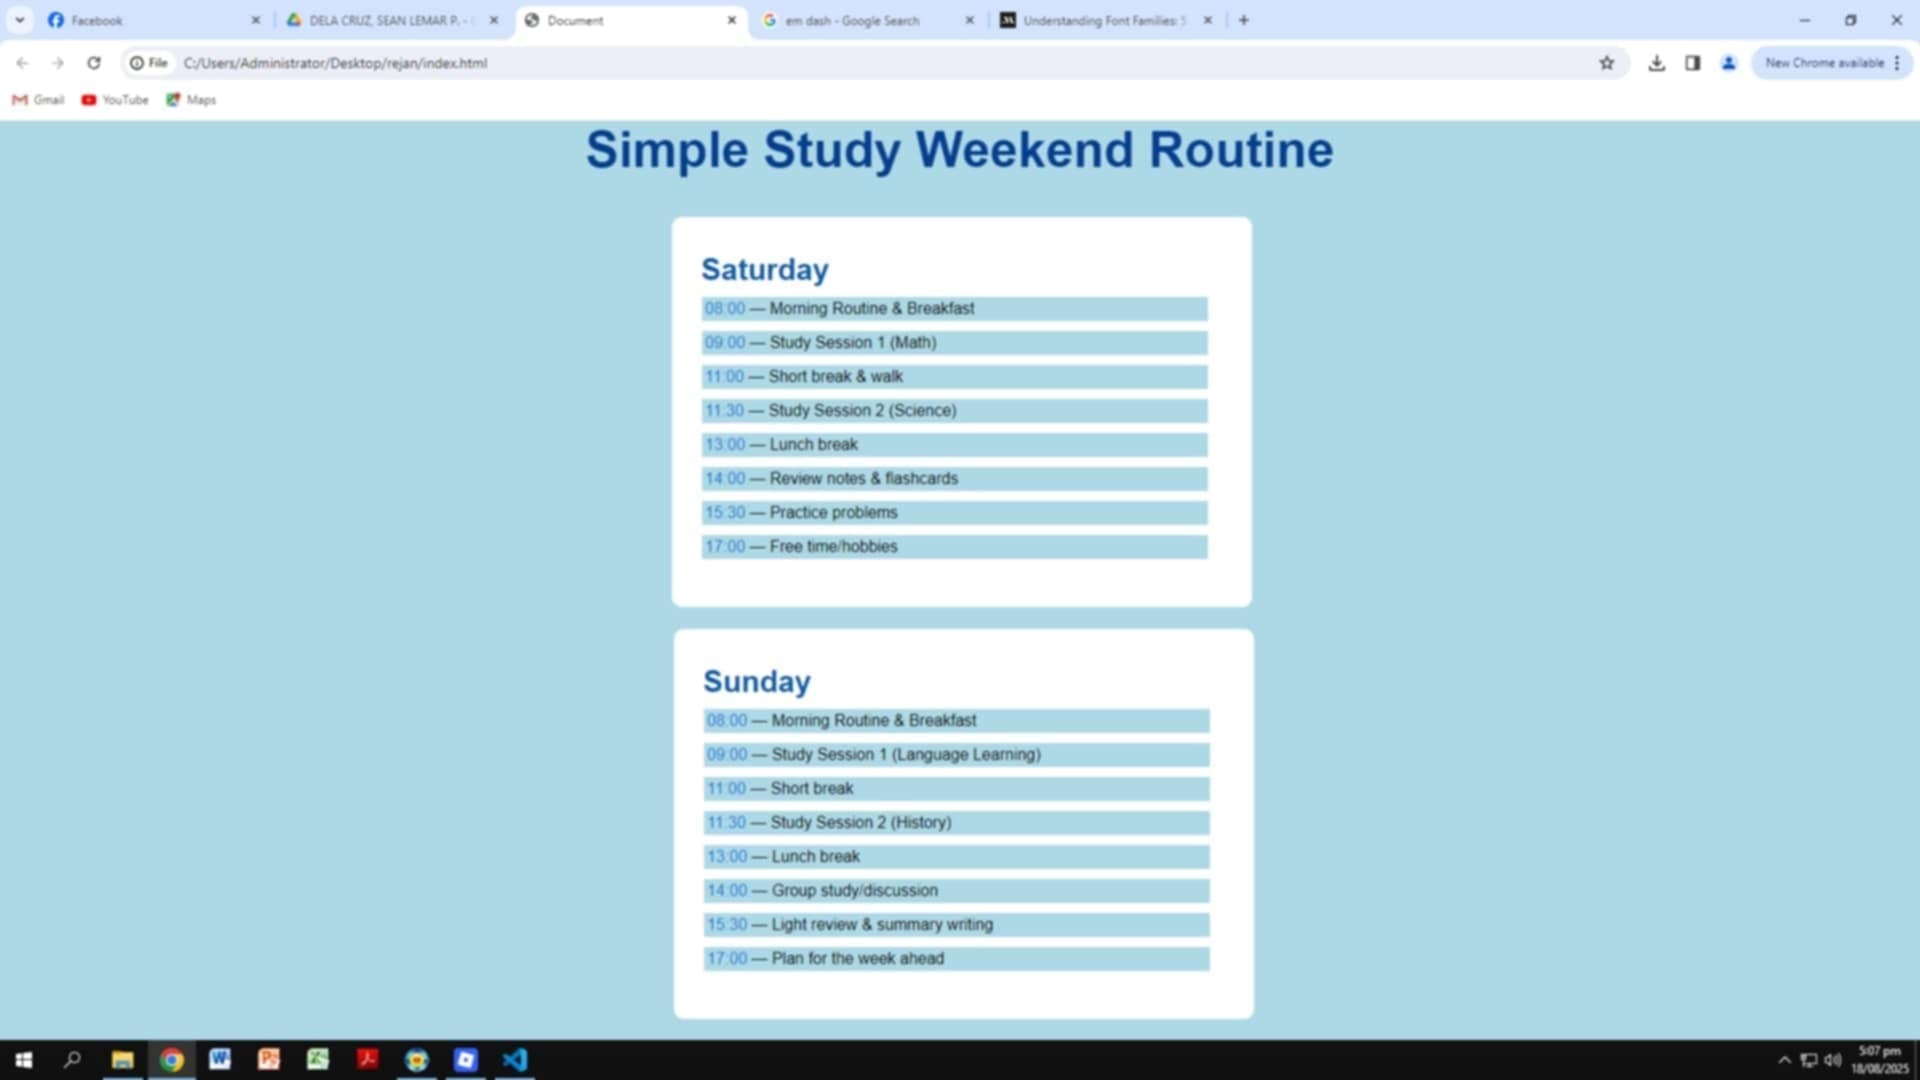 Facebook
DELA CRUZ, SEAN LEMAR P. -
Document
em dash - Google Search
Understanding Font Families: 5
File
C:/Users/Administrator/Desktop/rejan/index.html
New Chrome available
Gmail
YouTube
Maps
Simple Study Weekend Routine
Saturday
08:00 — Morning Routine & Breakfast
09:00 — Study Session 1 (Math)
11:00 — Short break & walk
11:30 — Study Session 2 (Science)
13:00 — Lunch break
14:00 — Review notes & flashcards
15:30 — Practice problems
17:00 — Free time/hobbies
Sunday
08:00 — Morning Routine & Breakfast
09:00 — Study Session 1 (Language Learning)
11:00 — Short break
11:30 — Study Session 2 (History)
13:00 — Lunch break
14:00 — Group study/discussion
15:30 — Light review & summary writing
17:00 — Plan for the week ahead
5:07 pm
18/08/2025